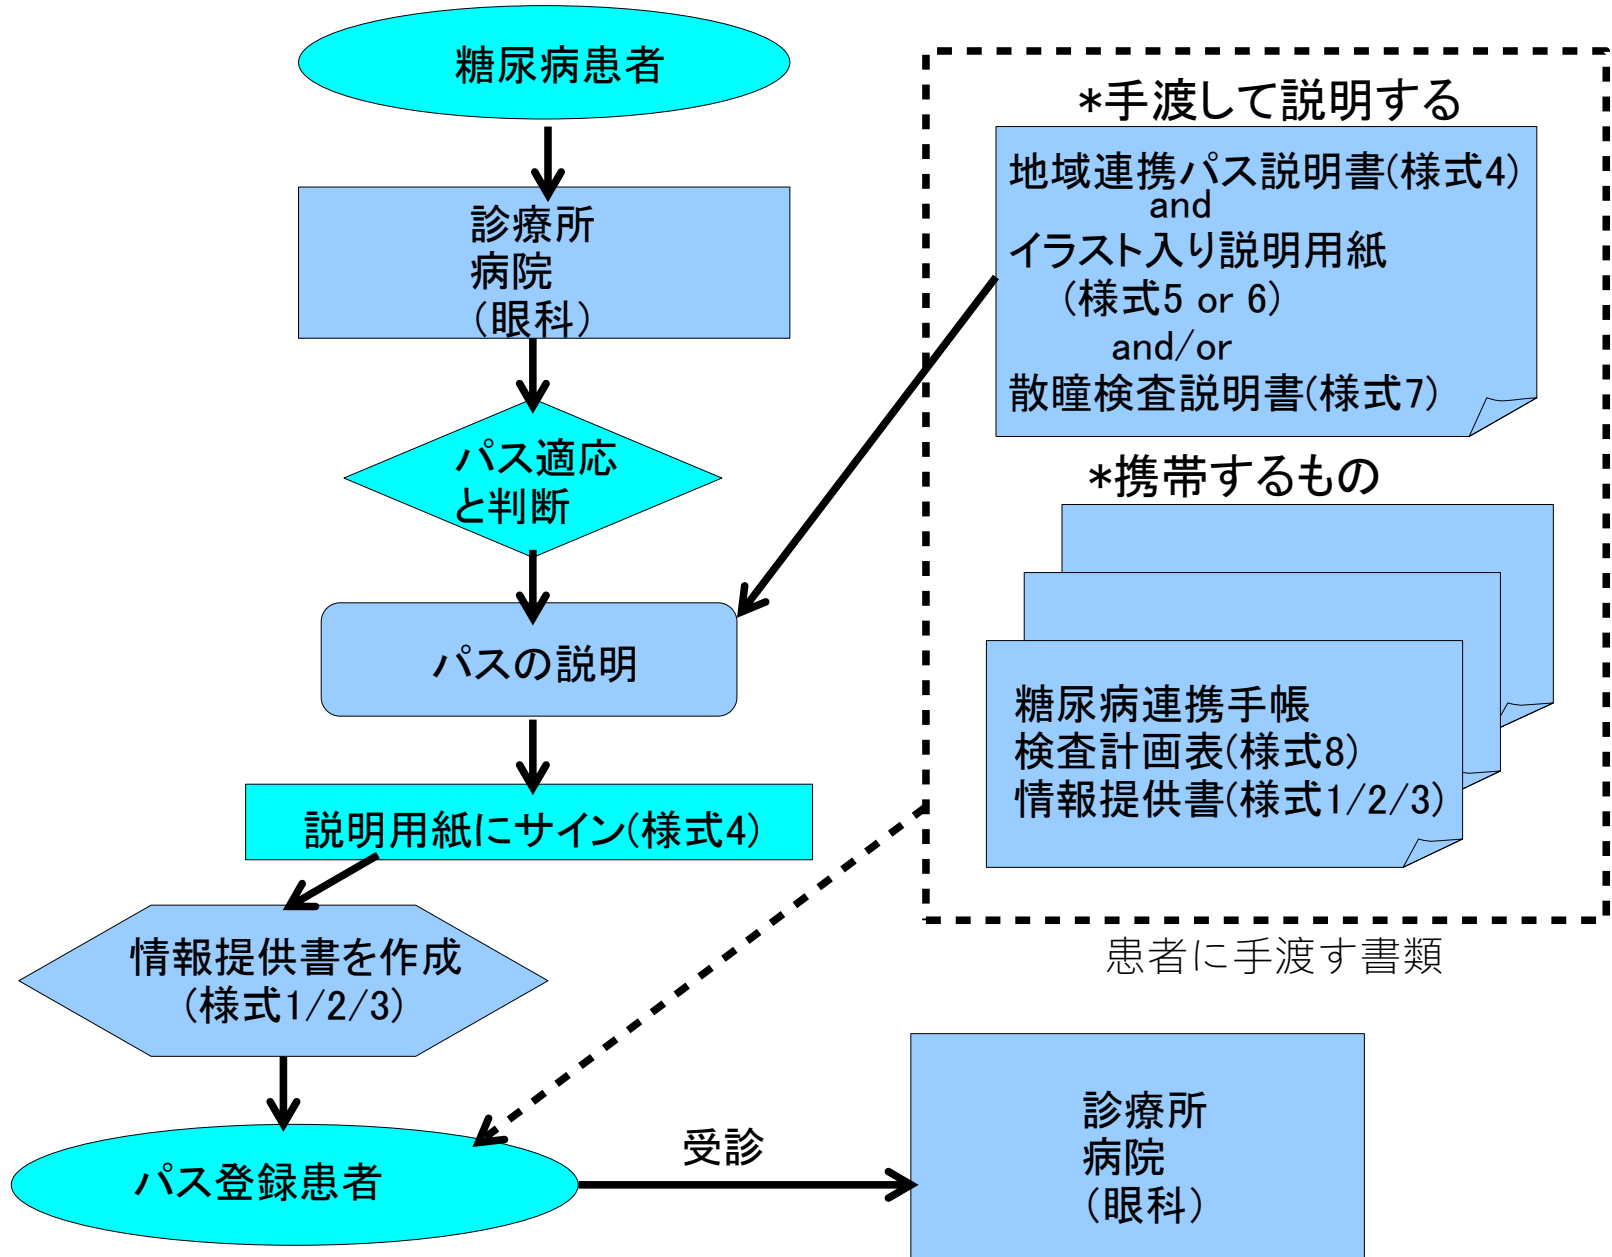 糖尿病患者
診療所
病院
(眼科)
パス適応
と判断
パスの説明
説明用紙にサイン(様式4)
情報提供書を作成
(様式1/2/3)
パス登録患者
受診
診療所
病院
(眼科)
*手渡して説明する
地域連携パス説明書(様式4)
and
イラスト入り説明用紙
(様式5 or 6)
and/or
散瞳検査説明書(様式7)
*携帯するもの
糖尿病連携手帳
検査計画表(様式8)
情報提供書(様式1/2/3)
患者に手渡す書類